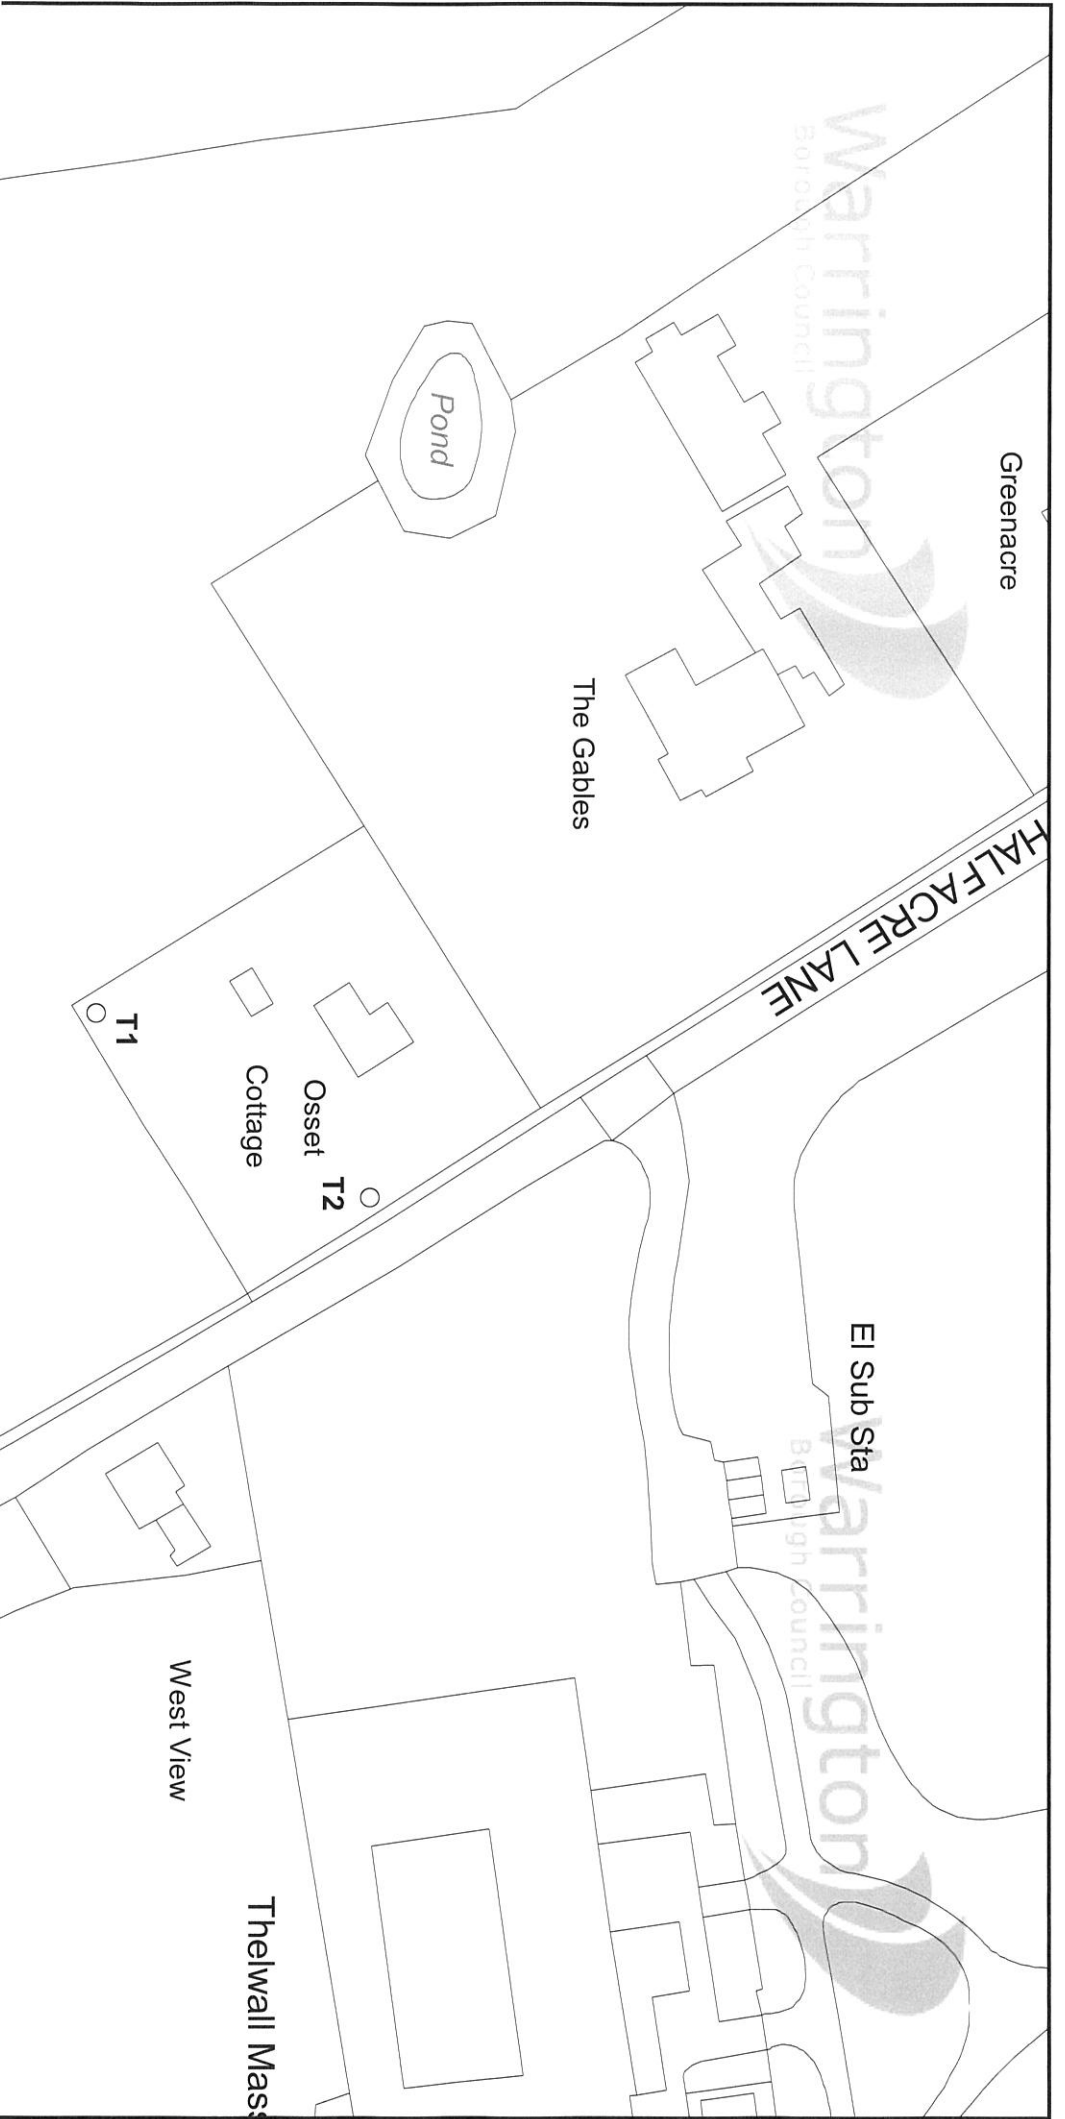 Warrington
Borough Council
Greenacre
Pond
The Gables
HALFACRE LANE
T1
Osset
Cottage
T2
El Sub Sta
Warrington
Borough Council
West View
Thelwall Mass